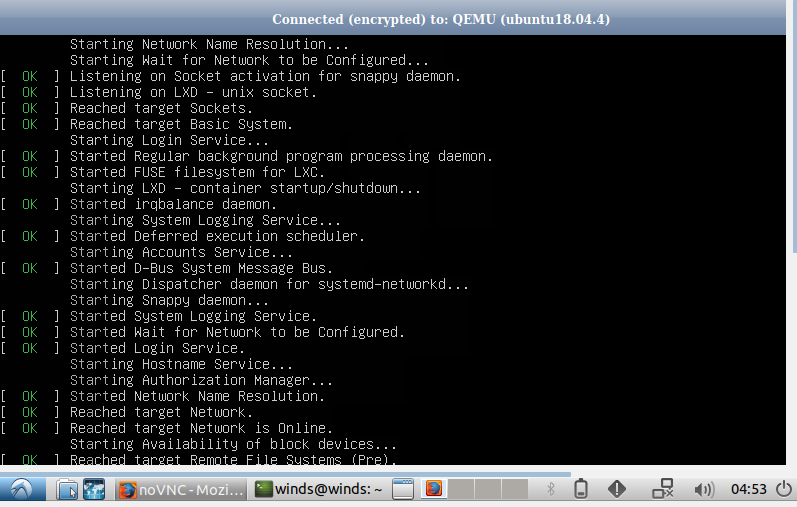 Connected (encrypted) to: QEMU (ubuntu18.04.4)
Starting Network Name Resolution...
Starting Wait for Network to be Configured...
[  OK  ] Listening on Socket activation for snappy daemon.
[  OK  ] Listening on LXD - unix socket.
[  OK  ] Reached target Sockets.
[  OK  ] Reached target Basic System.
Starting Login Service...
[  OK  ] Started Regular background program processing daemon.
[  OK  ] Started FUSE filesystem for LXC.
Starting LXD - container startup/shutdown...
[  OK  ] Started irqbalance daemon.
Starting System Logging Service...
[  OK  ] Started Deferred execution scheduler.
Starting Accounts Service...
[  OK  ] Started D-Bus System Message Bus.
Starting Dispatcher daemon for systemd-networkd...
Starting Snappy daemon...
[  OK  ] Started System Logging Service.
[  OK  ] Started Wait for Network to be Configured.
[  OK  ] Started Login Service.
Starting Hostname Service...
Starting Authorization Manager...
[  OK  ] Started Network Name Resolution.
[  OK  ] Reached target Network.
[  OK  ] Reached target Network is Online.
Starting Availability of block devices...
[  OK  ] Reached target Remote File Systems (Pre).
noVNC - Mozi... winds@winds: ~ 04:53